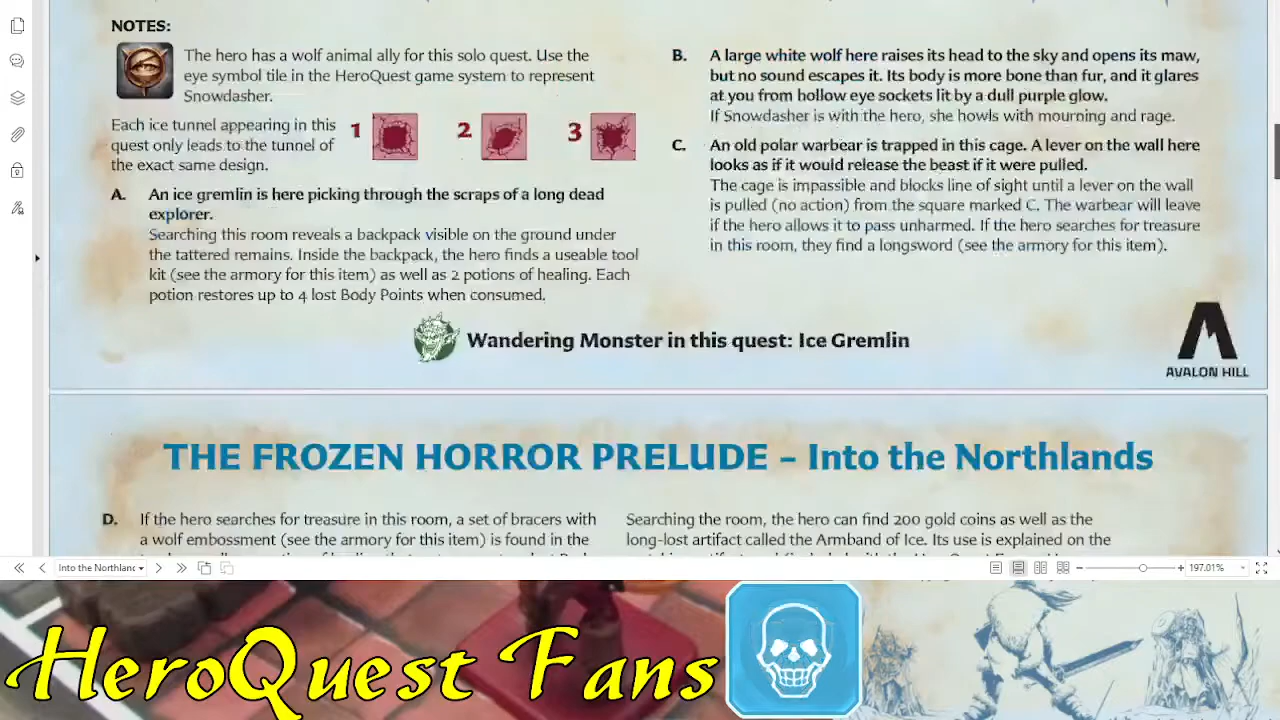 NOTES:
The hero has a wolf animal ally for this solo quest. Use the
eye symbol tile in the HeroQuest game system to represent
Snowdasher.
Each ice tunnel appearing in this
quest only leads to the tunnel of
the exact same design.
1 2 3
A. An ice gremlin is here picking through the scraps of a long dead
explorer.
Searching this room reveals a backpack visible on the ground under
the tattered remains. Inside the backpack, the hero finds a useable tool
kit (see the armory for this item) as well as 2 potions of healing. Each
potion restores up to 4 lost Body Points when consumed.
B. A large white wolf here raises its head to the sky and opens its maw,
but no sound escapes it. Its body is more bone than fur, and it glares
at you from hollow eye sockets lit by a dull purple glow.
If Snowdasher is with the hero, she howls with mourning and rage.
C. An old polar warbear is trapped in this cage. A lever on the wall here
looks as if it would release the beast if it were pulled.
The cage is impassible and blocks line of sight until a lever on the wall
is pulled (no action) from the square marked C. The warbear will leave
if the hero allows it to pass unharmed. If the hero searches for treasure
in this room, they find a longsword (see the armory for this item).
Wandering Monster in this quest: Ice Gremlin
AVALON HILL
THE FROZEN HORROR PRELUDE – Into the Northlands
D. If the hero searches for treasure in this room, a set of bracers with
a wolf embossment (see the armory for this item) is found in the
Searching the room, the hero can find 200 gold coins as well as the
long-lost artifact called the Armband of Ice. Its use is explained on the
Into the Northlanc
197.01%
HeroQuest Fans